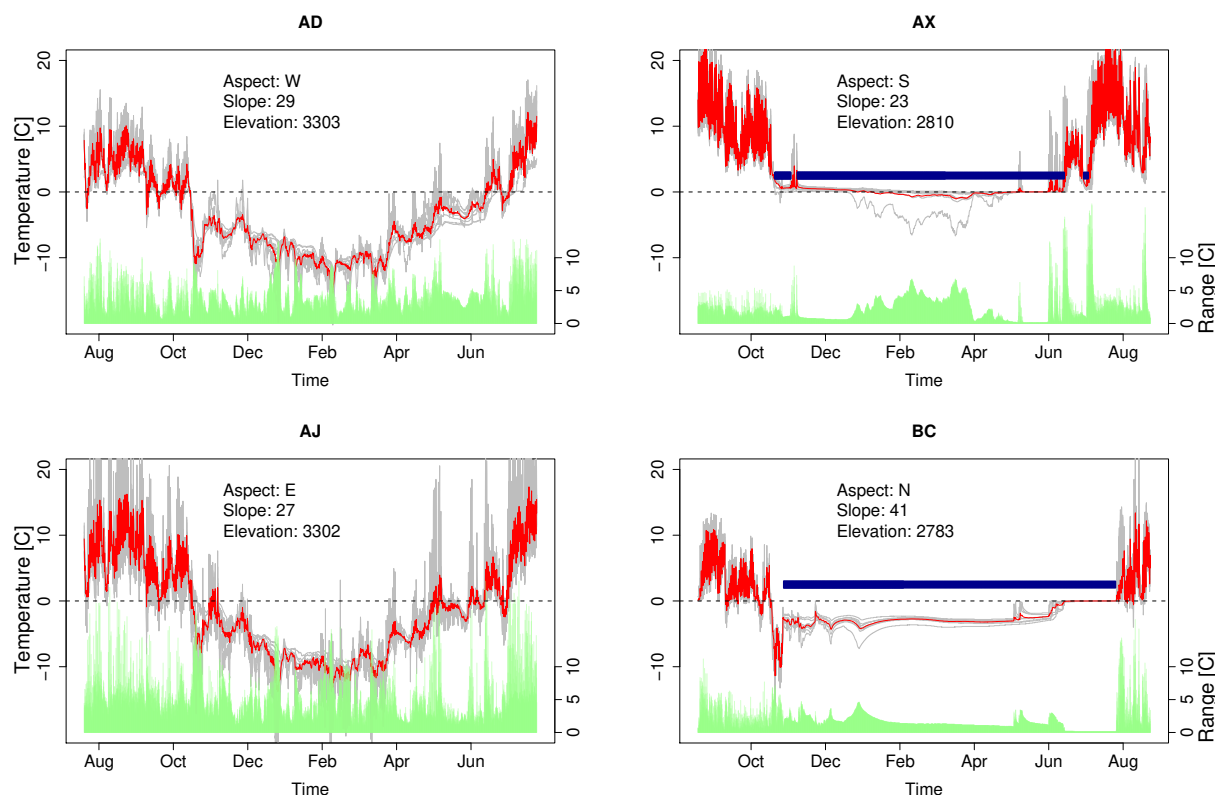 AD
Temperature [C]
20
10
0
−10
Aspect: W
Slope: 29
Elevation: 3303
10
5
0
Aug Oct Dec Feb Apr Jun
Time
AX
20
10
0
−10
Aspect: S
Slope: 23
Elevation: 2810
10
5
0
Range [C]
Oct Dec Feb Apr Jun Aug
Time
AJ
Temperature [C]
20
10
0
−10
Aspect: E
Slope: 27
Elevation: 3302
10
5
0
Aug Oct Dec Feb Apr Jun
Time
BC
20
10
0
−10
Aspect: N
Slope: 41
Elevation: 2783
10
5
0
Range [C]
Oct Dec Feb Apr Jun Aug
Time